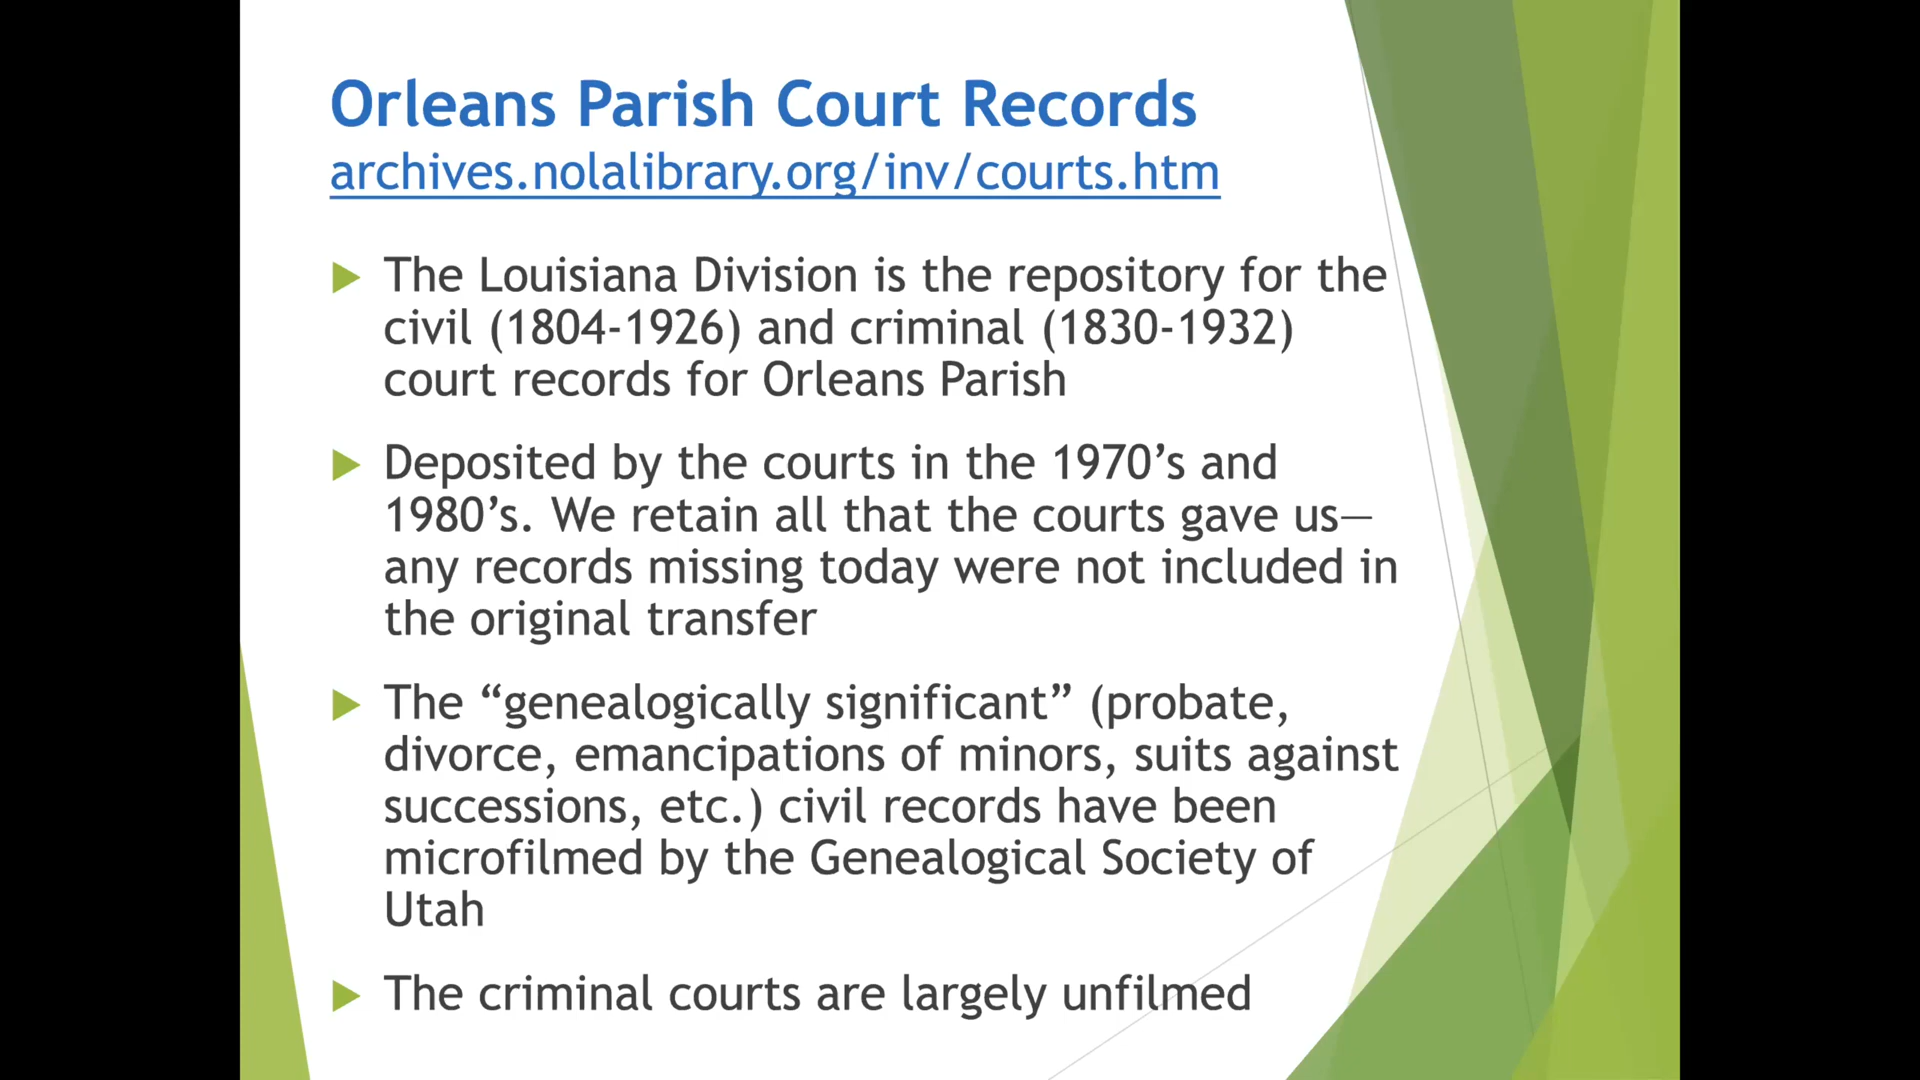 Orleans Parish Court Records
archives.nolalibrary.org/inv/courts.htm
The Louisiana Division is the repository for the
civil (1804-1926) and criminal (1830-1932)
court records for Orleans Parish
Deposited by the courts in the 1970’s and
1980’s. We retain all that the courts gave us—
any records missing today were not included in
the original transfer
The “genealogically significant” (probate,
divorce, emancipations of minors, suits against
successions, etc.) civil records have been
microfilmed by the Genealogical Society of
Utah
The criminal courts are largely unfilmed